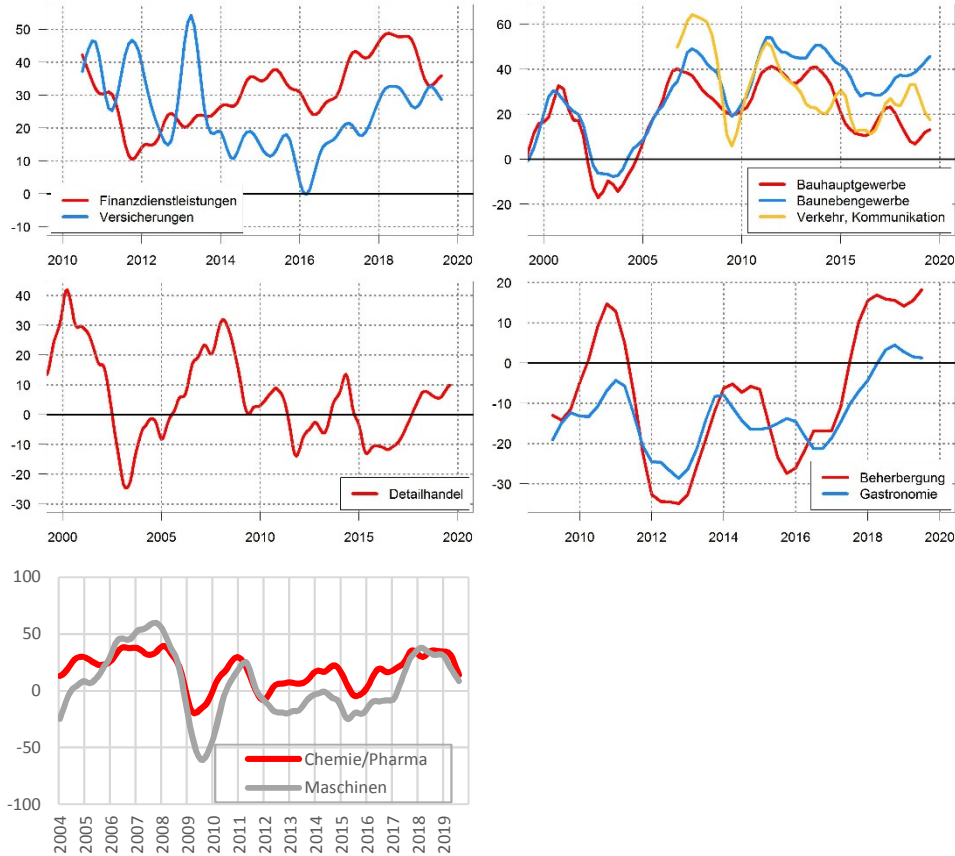 50
40
30
20
10
0
-10
Finanzdienstleistungen
Versicherungen
2010 2012 2014 2016 2018 2020
60
40
20
0
-20
Bauhauptgewerbe
Baunebengewerbe
Verkehr, Kommunikation
2000 2005 2010 2015 2020
40
30
20
10
0
-10
-20
-30
Detailhandel
2000 2005 2010 2015 2020
20
10
0
-10
-20
-30
Beherbergung
Gastronomie
2010 2012 2014 2016 2018 2020
100
50
0
-50
-100
Chemie/Pharma
Maschinen
2004 2005 2006 2007 2008 2009 2010 2011 2012 2013 2014 2015 2016 2017 2018 2019